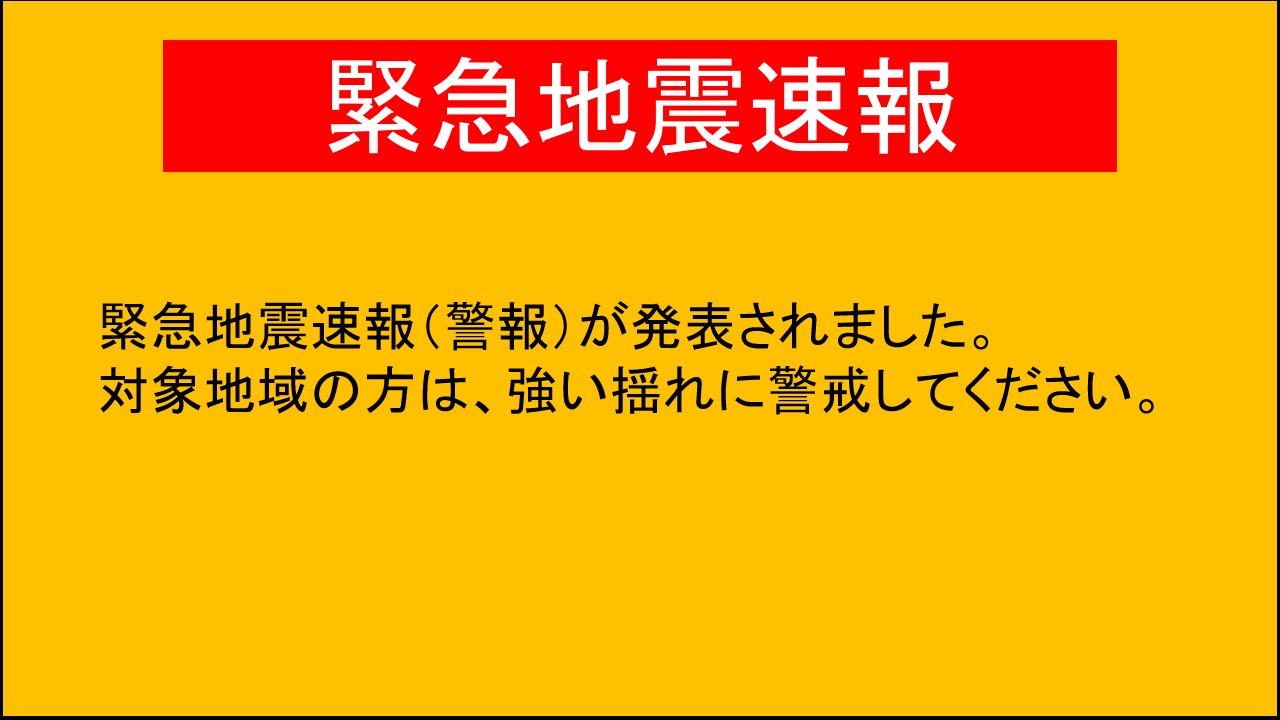 緊急地震速報
緊急地震速報(警報)が発表されました。
対象地域の方は、強い揺れに警戒してください。